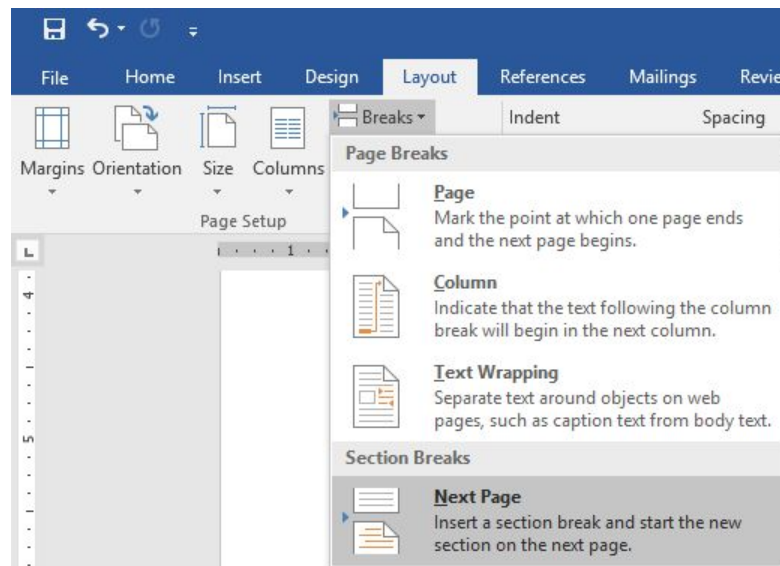 File Home Insert Design Layout References Mailings Revie
Breaks Indent Spacing
Margins Orientation Size Columns
Page Setup
L
1
4
5
Page Breaks
Page
Mark the point at which one page ends
and the next page begins.
Column
Indicate that the text following the column
break will begin in the next column.
Text Wrapping
Separate text around objects on web
pages, such as caption text from body text.
Section Breaks
Next Page
Insert a section break and start the new
section on the next page.